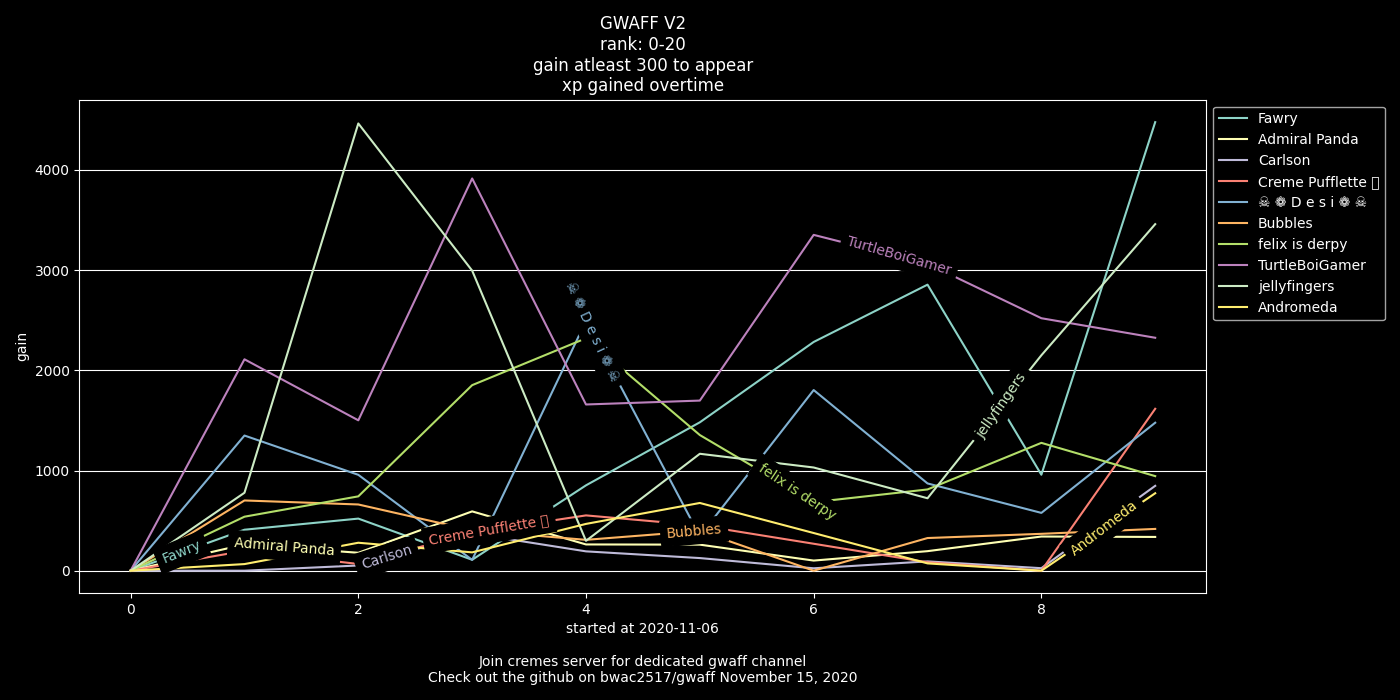 GWAFF V2
rank: 0-20
gain atleast 300 to appear
xp gained overtime
gain
4000
3000
2000
1000
0
0
2
4
6
8
Fawry
Admiral Panda
Carlson
Creme Pufflette
☠ ❁ D e s i ❁ ☠
Bubbles
felix is derpy
TurtleBoiGamer
jellyfingers
Andromeda
Fawry
Admiral Panda
Carlson
Creme Pufflette
☠ ❁ D e s i ❁ ☠
Bubbles
felix is derpy
TurtleBoiGamer
jellyfingers
Andromeda
started at 2020-11-06
Join cremes server for dedicated gwaff channel
Check out the github on bwac2517/gwaff November 15, 2020